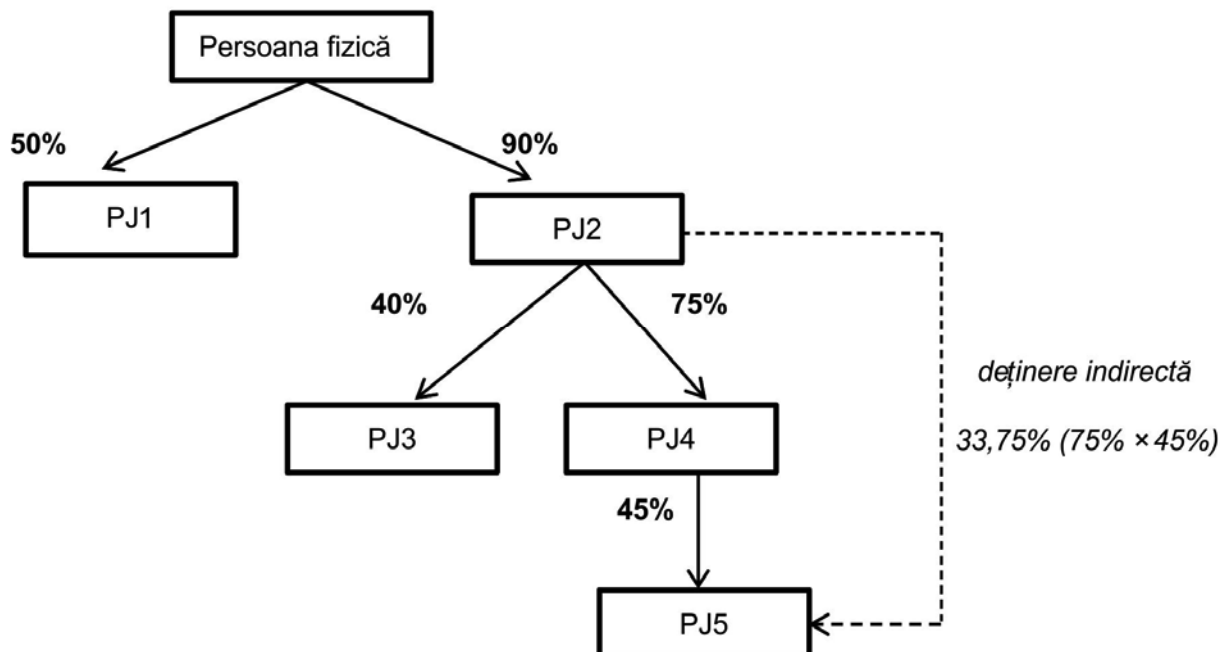 Persoana fizică
50%
90%
PJ1
PJ2
40%
75%
deținere indirectă
PJ3
PJ4
33,75% (75% × 45%)
45%
PJ5